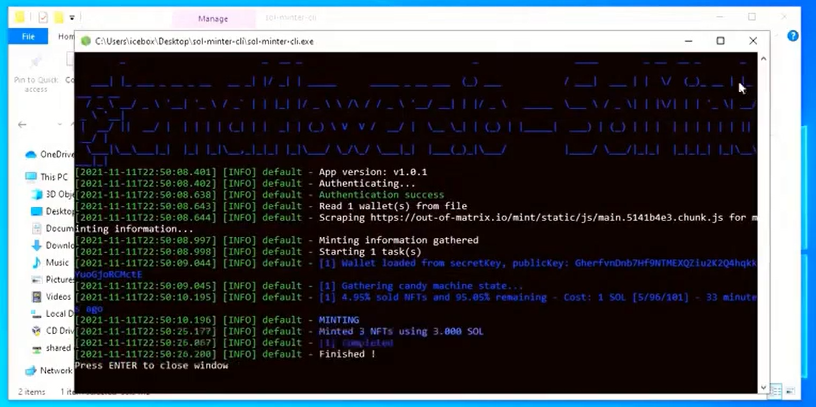 Manage
sol-minter-cli
File
Hom
C:\Users\icebox\Desktop\sol-minter-cli\sol-minter-cli.exe
Pin to Quick
access
[2021-11-11T22:50:08.401] [INFO] default - App version: v1.0.1
[2021-11-11T22:50:08.402] [INFO] default - Authenticating...
[2021-11-11T22:50:08.638] [INFO] default - Authentication success
[2021-11-11T22:50:08.643] [INFO] default - Read 1 wallet(s) from file
[2021-11-11T22:50:08.644] [INFO] default - Scraping https://out-of-matrix.io/mint/static/js/main.5141b4e3.chunk.js for m
inting information...
[2021-11-11T22:50:08.997] [INFO] default - Minting information gathered
[2021-11-11T22:50:08.998] [INFO] default - Starting 1 task(s)
[2021-11-11T22:50:09.044] [INFO] default - [1] Wallet loaded from secretKey, publicKey: GherfvnDnb7Hf9NTMEXQZiu2K2Q4hqkk
YuoGjoRCMctE
[2021-11-11T22:50:09.045] [INFO] default - [1] Gathering candy machine state...
[2021-11-11T22:50:10.195] [INFO] default - [1] 4.95% sold NFTs and 95.05% remaining - Cost: 1 SOL [5/96/101] - 33 minute
s ago
[2021-11-11T22:50:10.196] [INFO] default - MINTING
[2021-11-11T22:50:25.177] [INFO] default - Minted 3 NFTs using 3.000 SOL
[2021-11-11T22:50:26.067] [INFO] default - [1] Completed
[2021-11-11T22:50:26.200] [INFO] default - Finished !
Press ENTER to close window
OneDrive
This PC
3D Obje
Desktop
Docum
Downlo
Music
Pictures
Videos
Local D
CD Driv
shared
Network
2 items